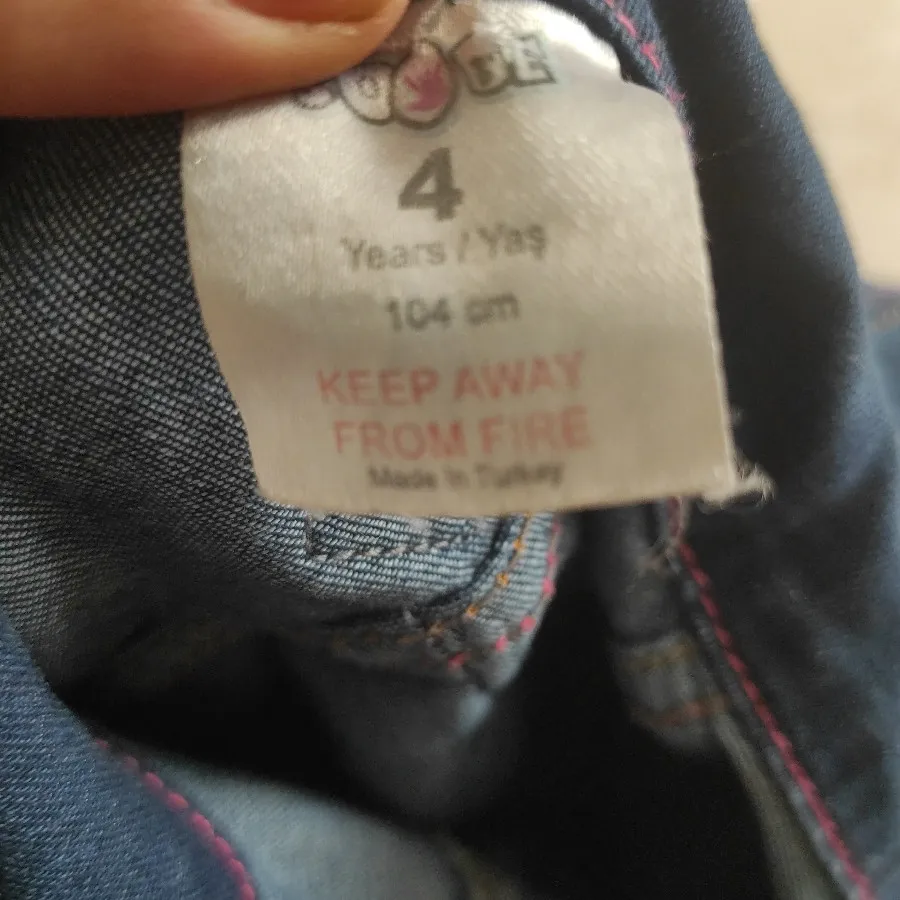 4
Years / Yaş
104 cm
KEEP AWAY
FROM FIRE
Made in Turkey